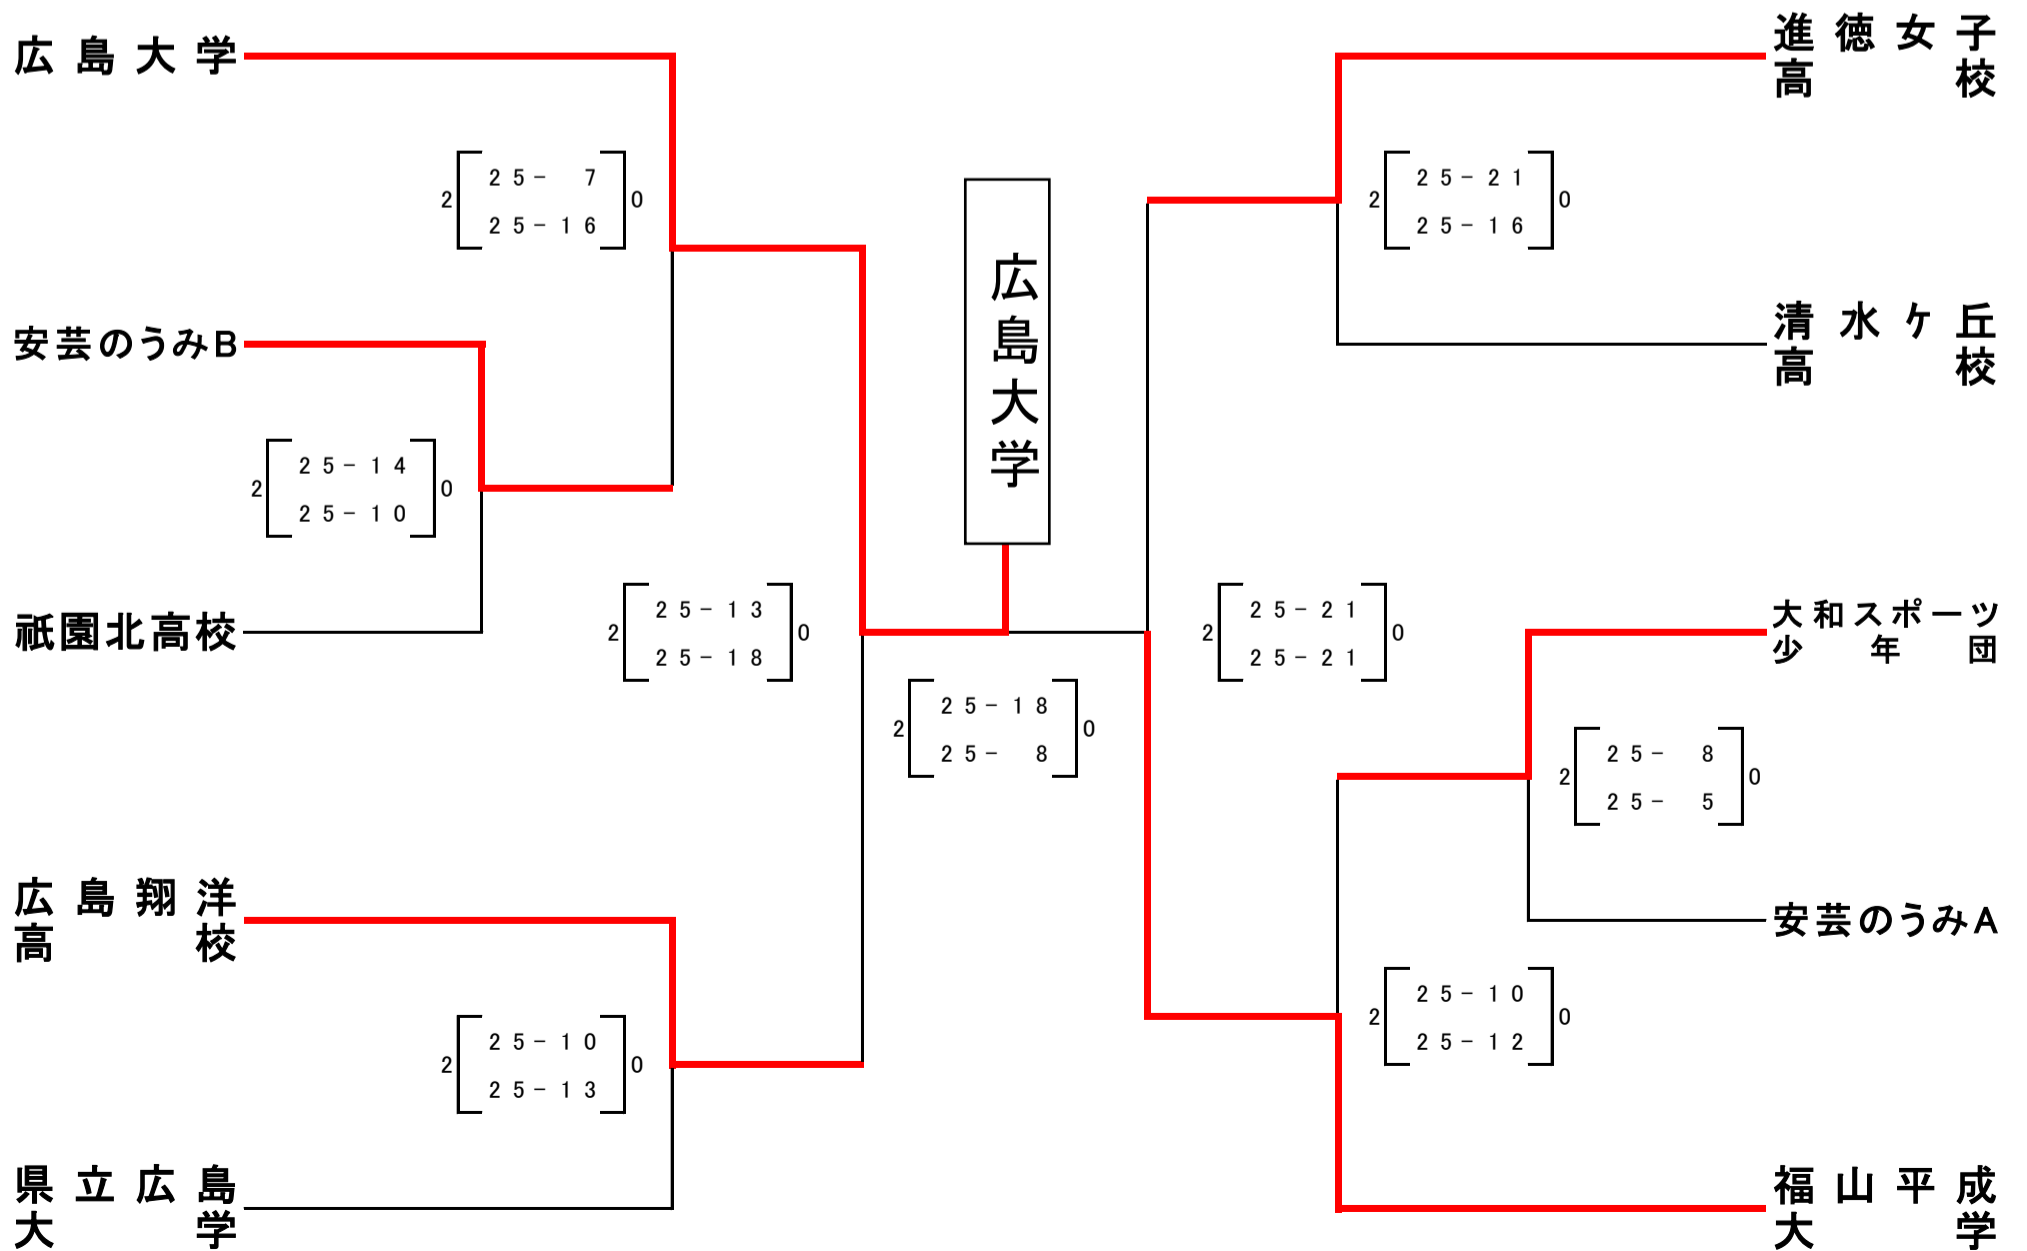 広島大学
2 25- 7 0
25-16
安芸のうみB
2 25-14 0
25-10
祇園北高校
2 25-13 0
25-18
広島翔洋
高校
2 25-10 0
25-13
県立広島
大学
広島大学
2 25-18 0
25- 8
進徳女子
高校
2 25-21 0
25-16
清水ケ丘
高校
2 25-21 0
25-21
大和スポーツ
少年団
2 25- 8 0
25- 5
安芸のうみA
2 25-10 0
25-12
福山平成
大学